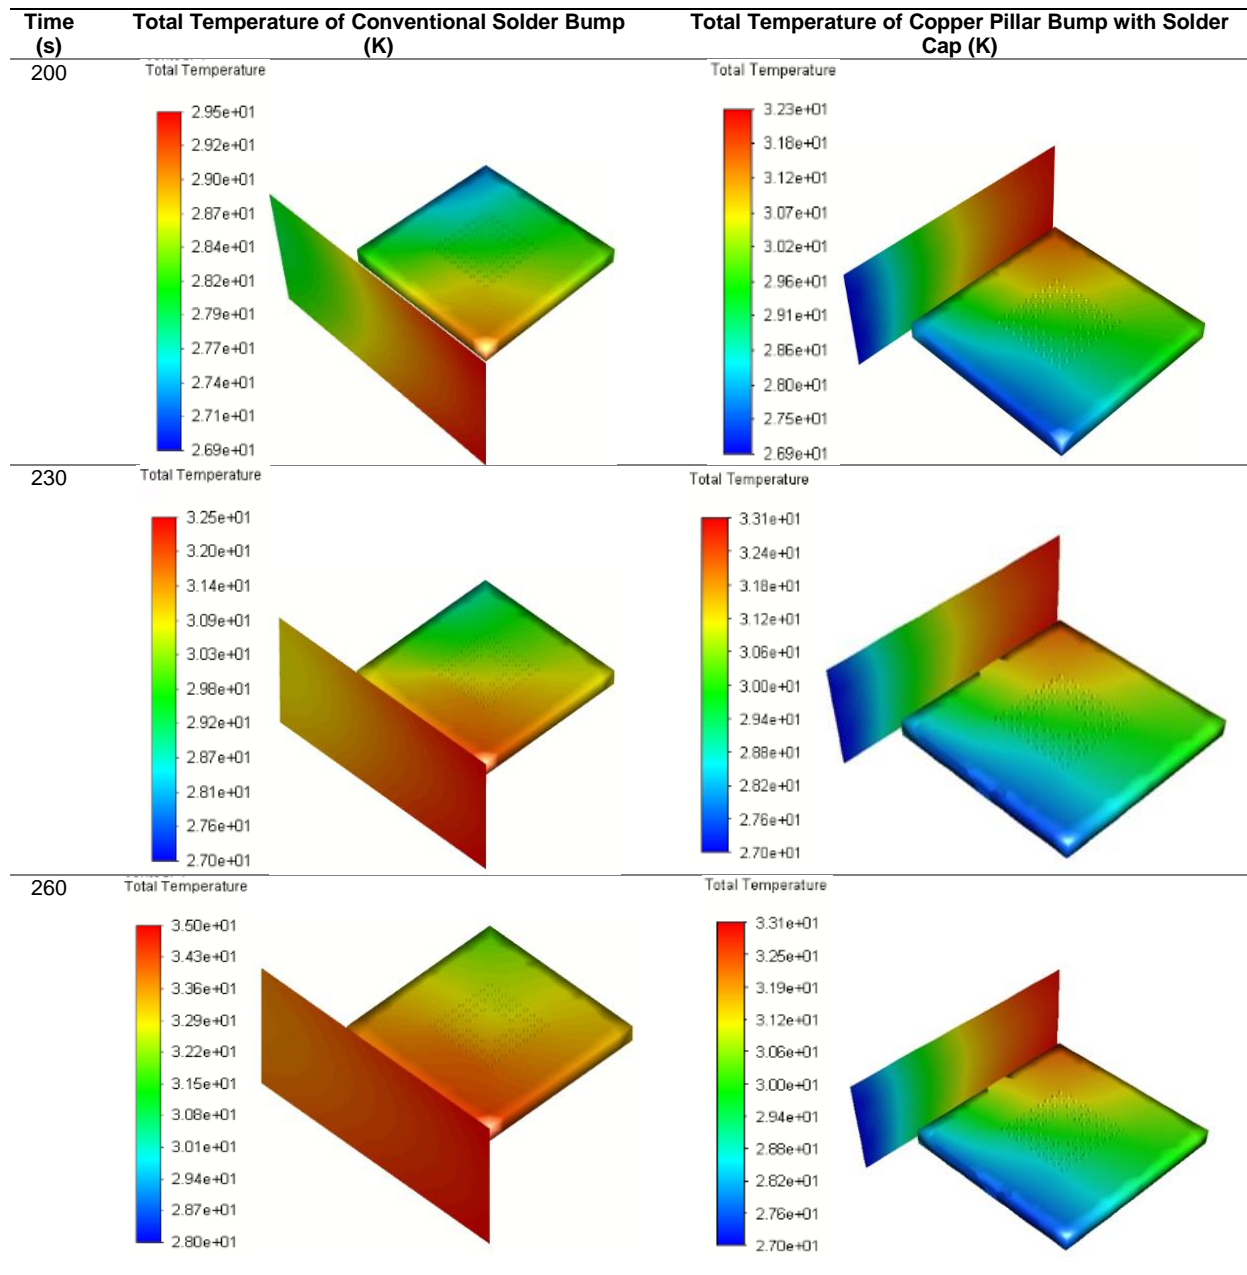 Time
(s)
Total Temperature of Conventional Solder Bump
(K)
Total Temperature of Copper Pillar Bump with Solder
Cap (K)
200
Total Temperature
2.95e+01
2.92e+01
2.90e+01
2.87e+01
2.84e+01
2.82e+01
2.79e+01
2.77e+01
2.74e+01
2.71e+01
2.69e+01
Total Temperature
3.23e+01
3.18e+01
3.12e+01
3.07e+01
3.02e+01
2.96e+01
2.91e+01
2.86e+01
2.80e+01
2.75e+01
2.69e+01
230
Total Temperature
3.25e+01
3.20e+01
3.14e+01
3.09e+01
3.03e+01
2.98e+01
2.92e+01
2.87e+01
2.81e+01
2.76e+01
2.70e+01
Total Temperature
3.31e+01
3.24e+01
3.18e+01
3.12e+01
3.06e+01
3.00e+01
2.94e+01
2.88e+01
2.82e+01
2.76e+01
2.70e+01
260
Total Temperature
3.50e+01
3.43e+01
3.36e+01
3.29e+01
3.22e+01
3.15e+01
3.08e+01
3.01e+01
2.94e+01
2.87e+01
2.80e+01
Total Temperature
3.31e+01
3.25e+01
3.19e+01
3.12e+01
3.06e+01
3.00e+01
2.94e+01
2.88e+01
2.82e+01
2.76e+01
2.70e+01